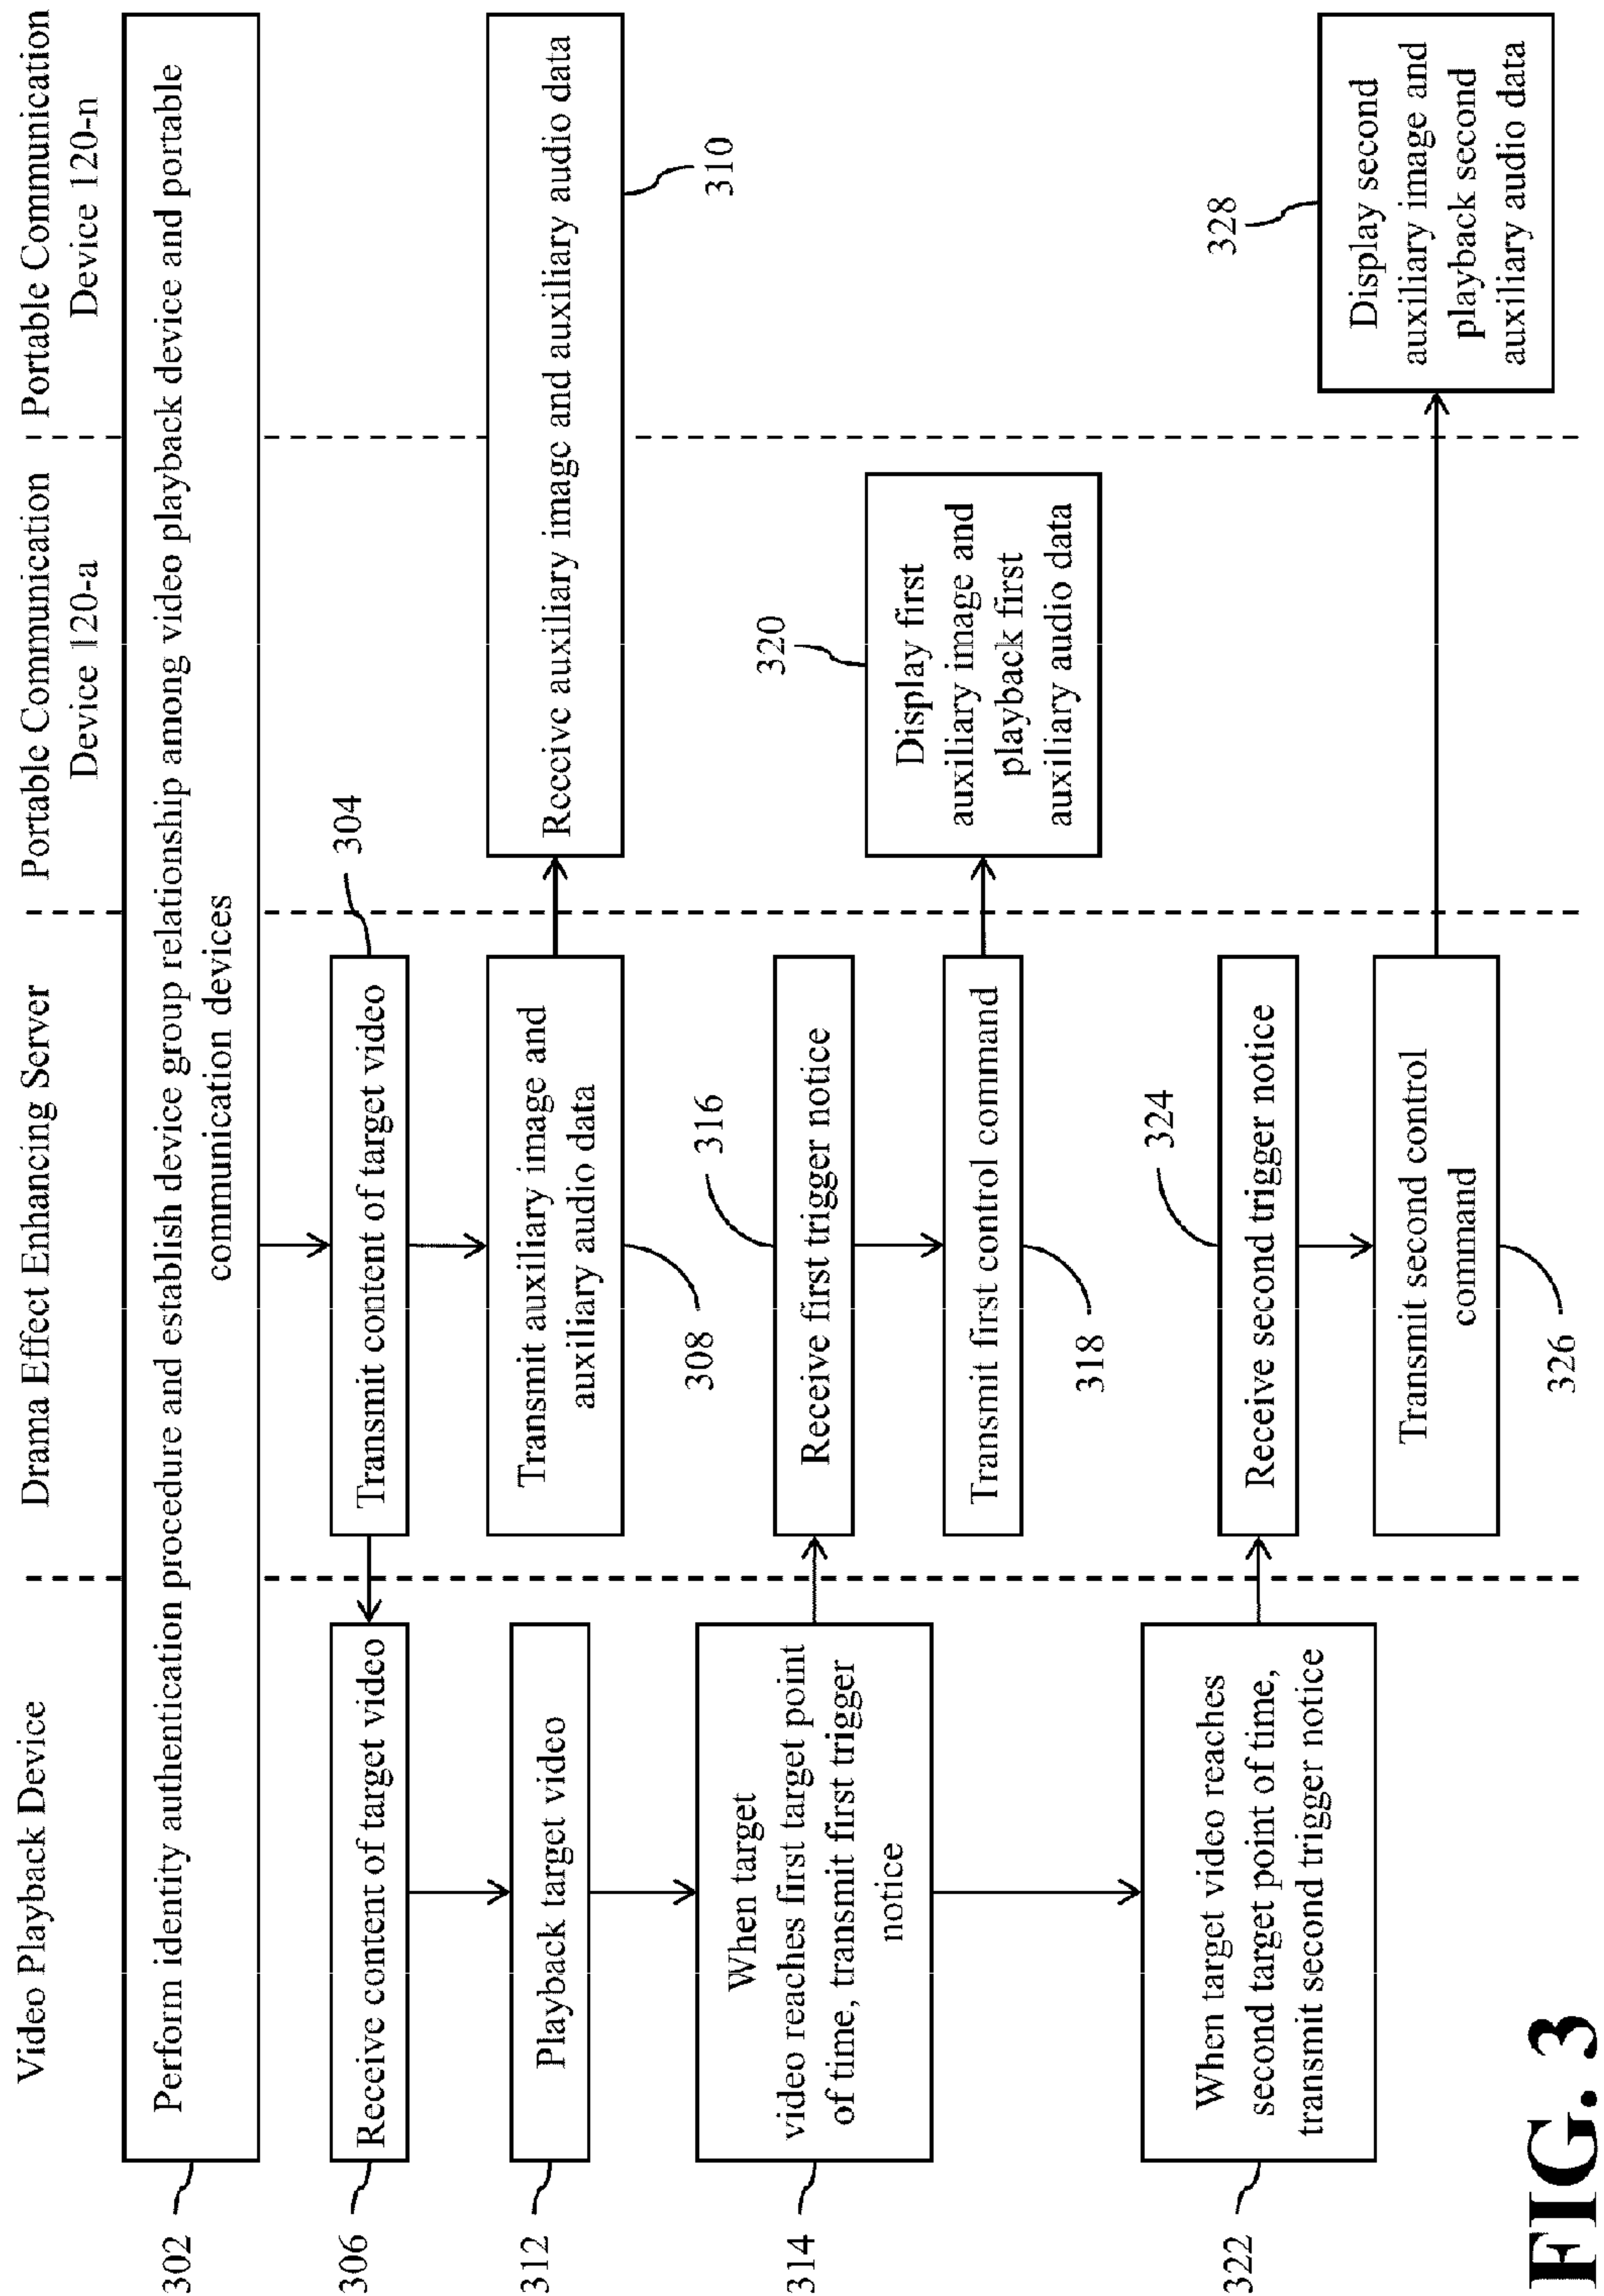 Video Playback Device
Drama Effect Enhancing Server
Portable Communication
Device 120-a
Portable Communication
Device 120-n
302
Perform identity authentication procedure and establish device group relationship among video playback device and portable
communication devices
304
306
Receive content of target video
Transmit content of target video
312
Playback target video
Transmit auxiliary image and
auxiliary audio data
308
Receive auxiliary image and auxiliary audio data
310
314
When target
video reaches first target point
of time, transmit first trigger
notice
316
Receive first trigger notice
Transmit first control command
318
320
Display first
auxiliary image and
playback first
auxiliary audio data
322
When target video reaches
second target point of time,
transmit second trigger notice
324
Receive second trigger notice
Transmit second control
command
326
328
Display second
auxiliary image and
playback second
auxiliary audio data
FIG. 3